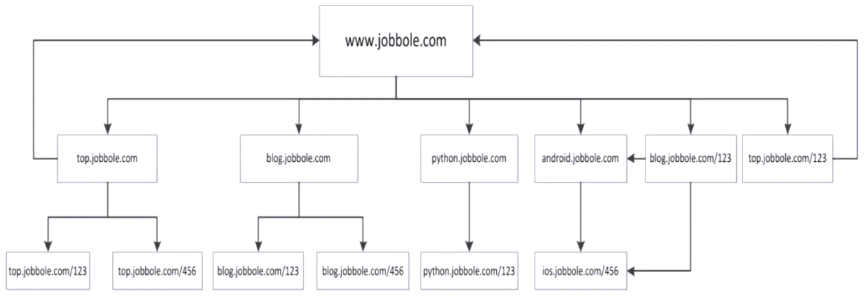 www.jobbole.com
top.jobbole.com
blog.jobbole.com
python.jobbole.com
android.jobbole.com
blog.jobbole.com/123
top.jobbole.com/123
top.jobbole.com/123
top.jobbole.com/456
blog.jobbole.com/123
blog.jobbole.com/456
python.jobbole.com/123
ios.jobbole.com/456